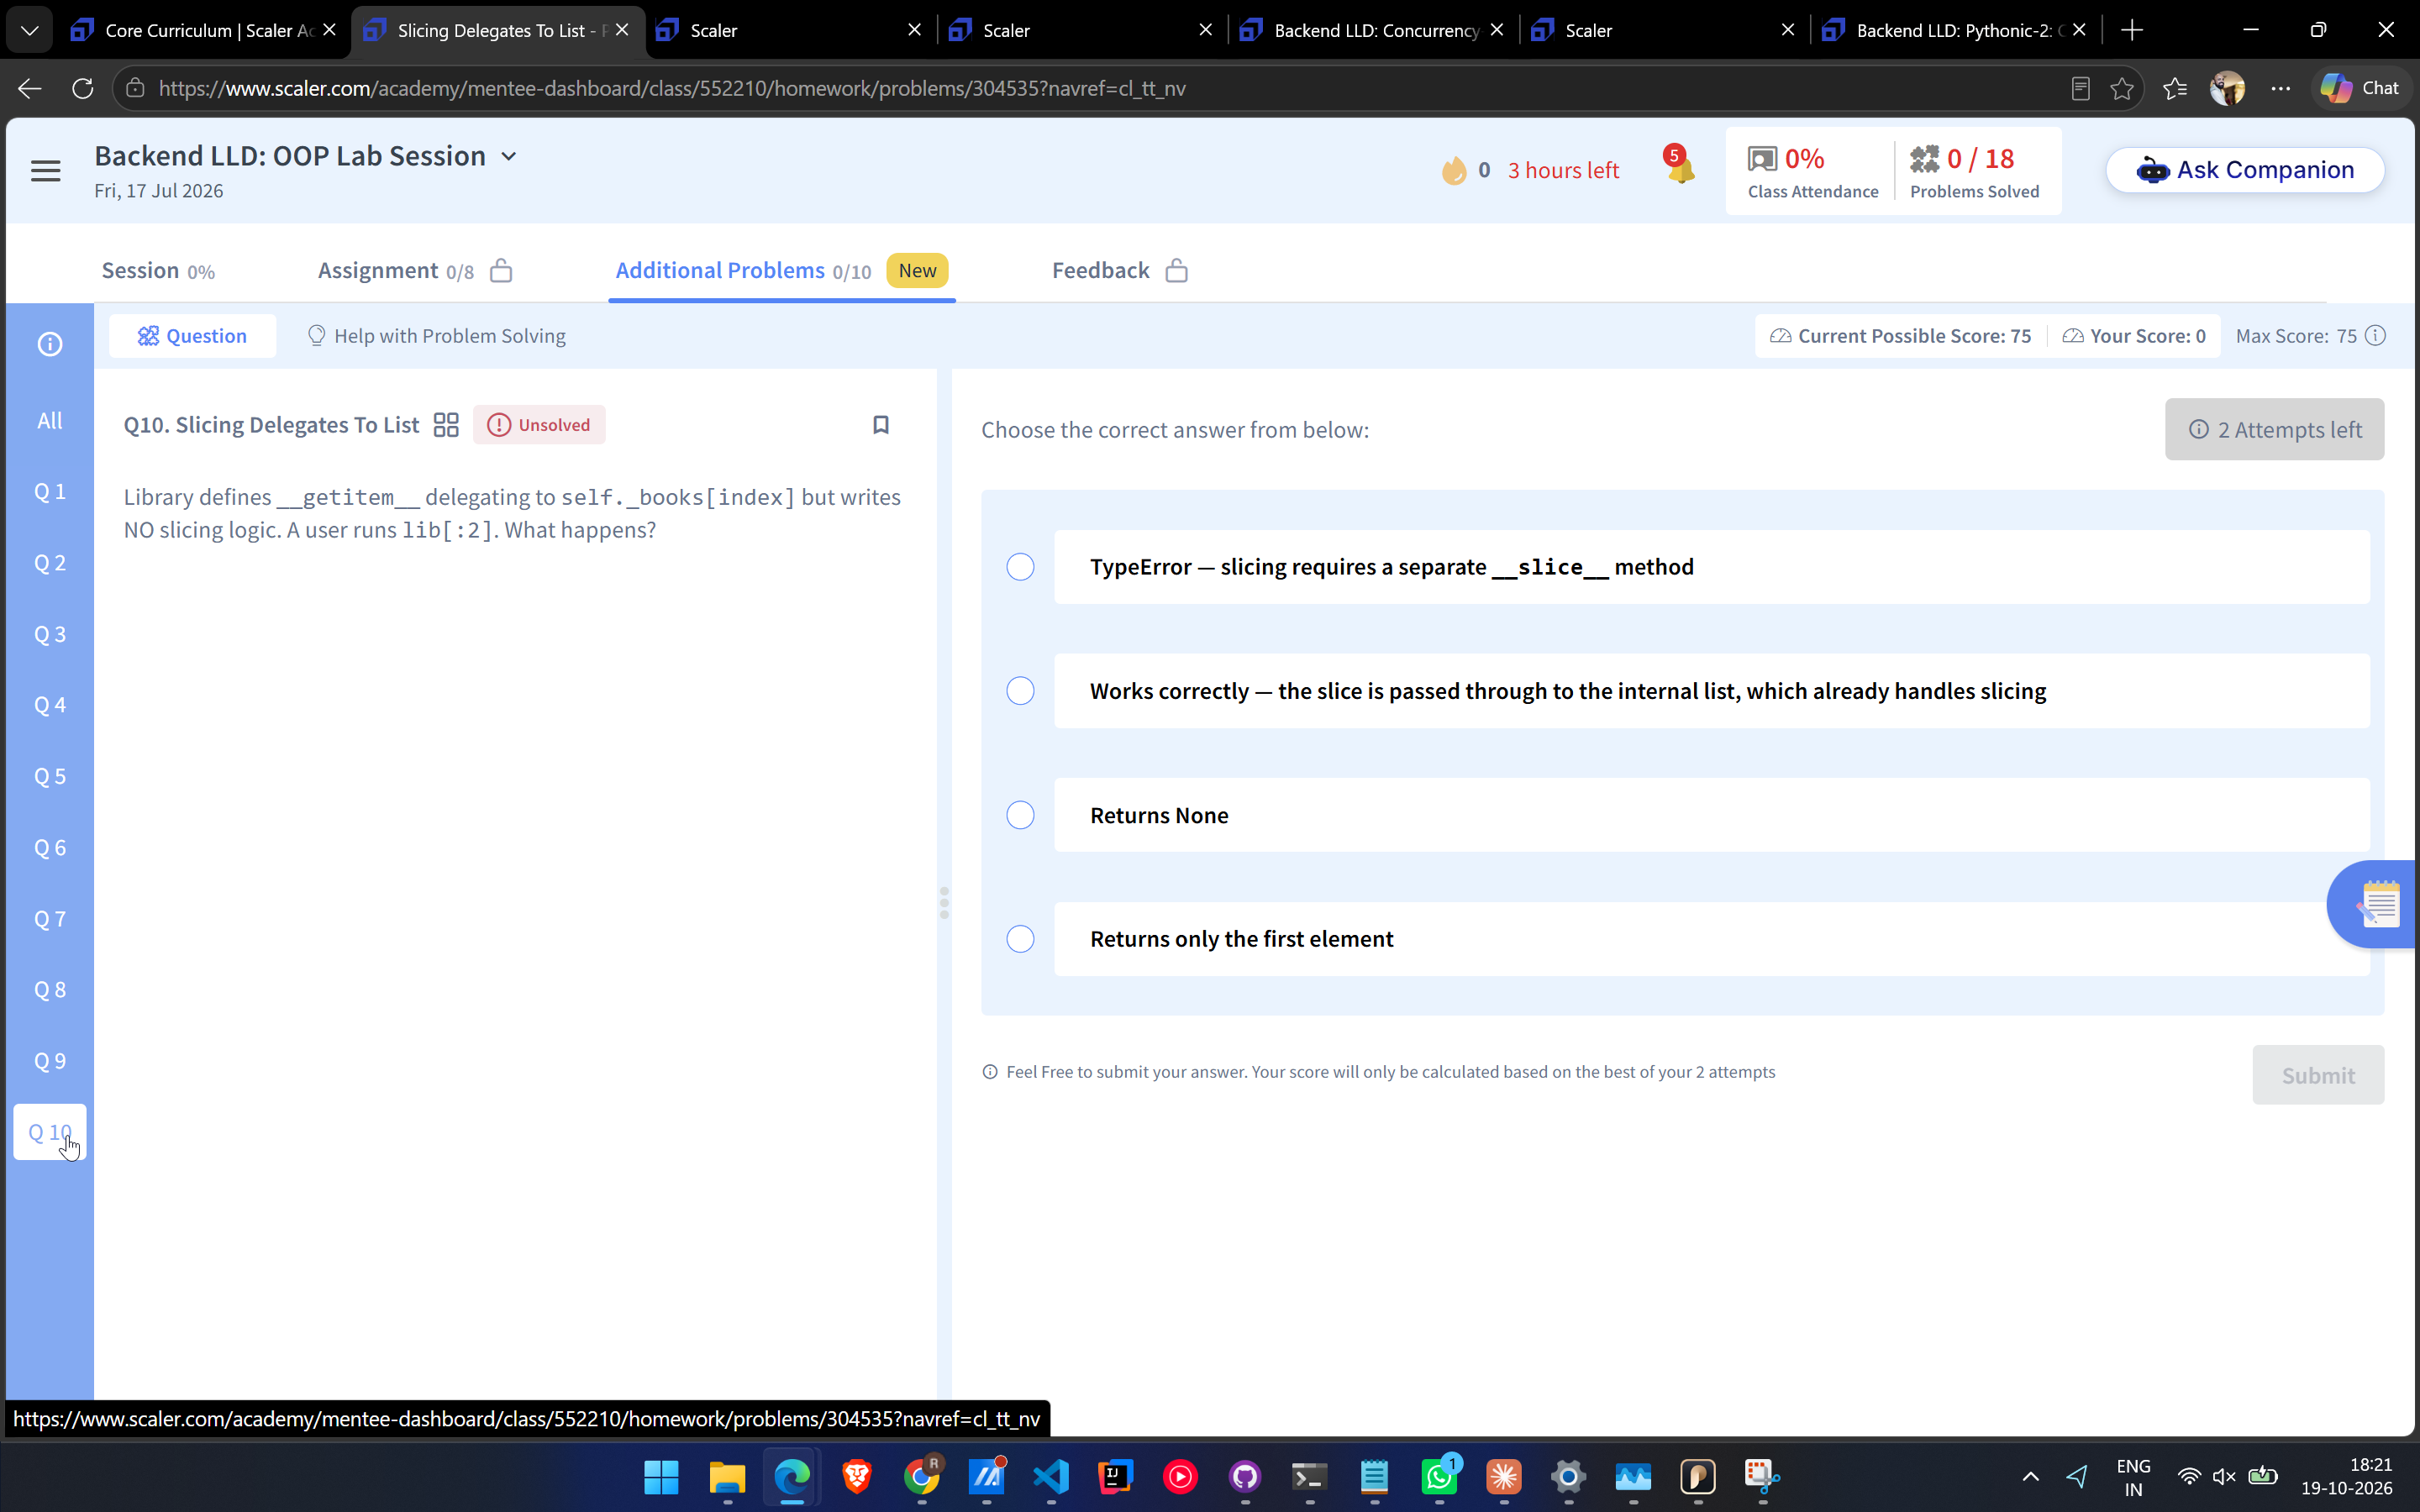 Core Curriculum | Scaler Ac
Slicing Delegates To List - P
Scaler
Scaler
Backend LLD: Concurrency
Scaler
Backend LLD: Pythonic-2: C
https://www.scaler.com/academy/mentee-dashboard/class/552210/homework/problems/304535?navref=cl_tt_nv
Chat
Backend LLD: OOP Lab Session
Fri, 17 Jul 2026
0
3 hours left
5
0%
Class Attendance
0 / 18
Problems Solved
Ask Companion
Session 0%
Assignment 0/8
Additional Problems 0/10
New
Feedback
Question
Help with Problem Solving
Current Possible Score: 75
Your Score: 0
Max Score: 75
All
Q 1
Q 2
Q 3
Q 4
Q 5
Q 6
Q 7
Q 8
Q 9
Q 10
Q10. Slicing Delegates To List
Unsolved
Library defines __getitem__ delegating to self._books[index] but writes
NO slicing logic. A user runs lib[:2]. What happens?
Choose the correct answer from below:
2 Attempts left
TypeError — slicing requires a separate __slice__ method
Works correctly — the slice is passed through to the internal list, which already handles slicing
Returns None
Returns only the first element
Feel Free to submit your answer. Your score will only be calculated based on the best of your 2 attempts
Submit
https://www.scaler.com/academy/mentee-dashboard/class/552210/homework/problems/304535?navref=cl_tt_nv
R
IJ
1
ENG
IN
18:21
19-10-2026